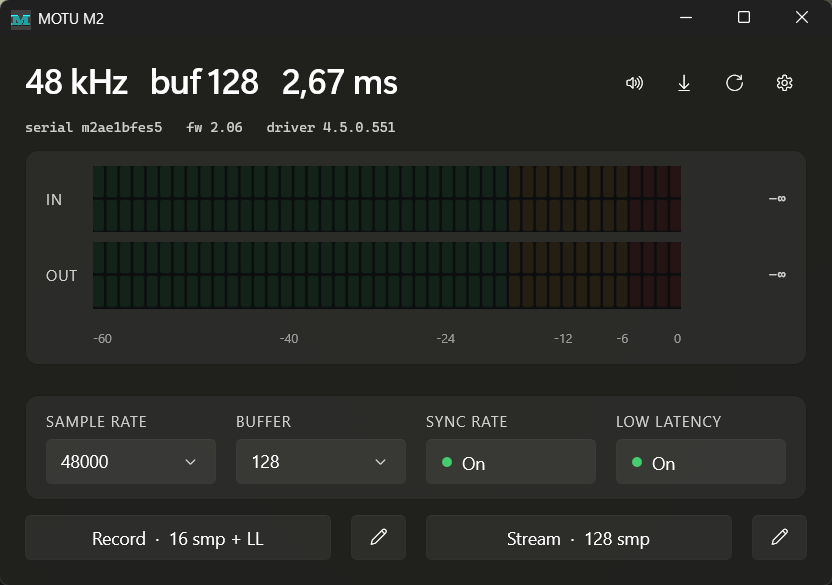 MOTU M2
48 kHz buf 128 2,67 ms
serial m2ae1bfes5 fw 2.06 driver 4.5.0.551
IN -∞
OUT -∞
-60 -40 -24 -12 -6 0
SAMPLE RATE BUFFER SYNC RATE LOW LATENCY
48000 128 On On
Record · 16 smp + LL Stream · 128 smp